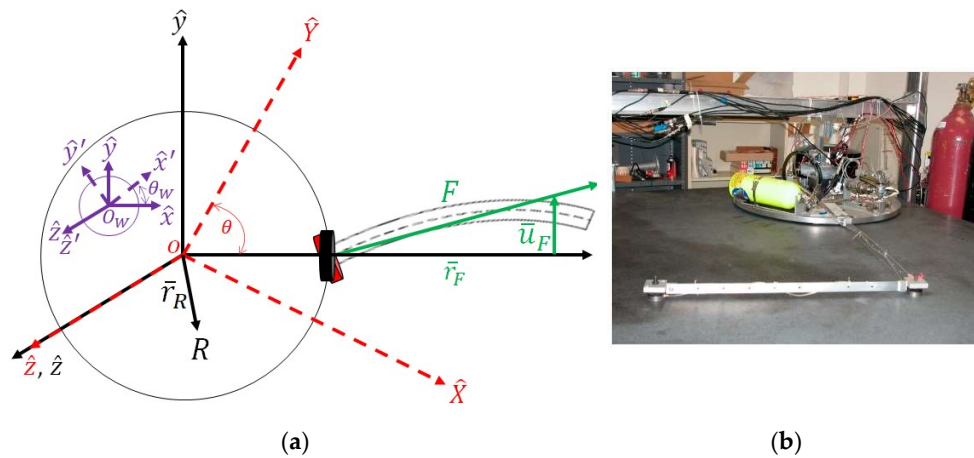 ŷ
Ŷ
ŷ′ ŷ x̂′
θ_W
ẑ o_W x̂
ẑ′
F
θ
ū_F
o
r̄_F
r̄_R
R
ẑ, ẑ
X̂
(a) (b)